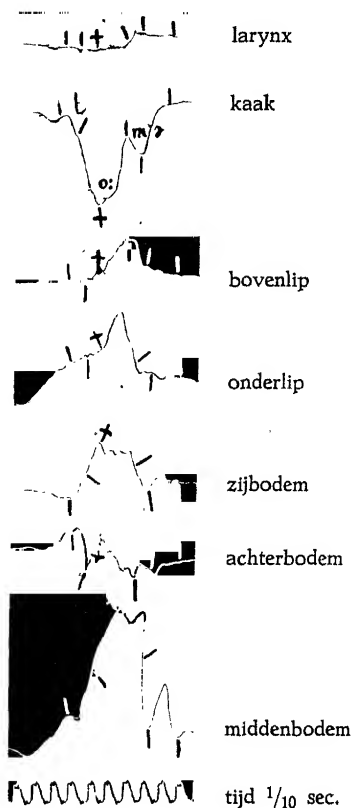 larynx
kaak
t
o: m ə
bovenlip
t
onderlip
zijbodem
achterbodem
middenbodem
tijd 1/10 sec.